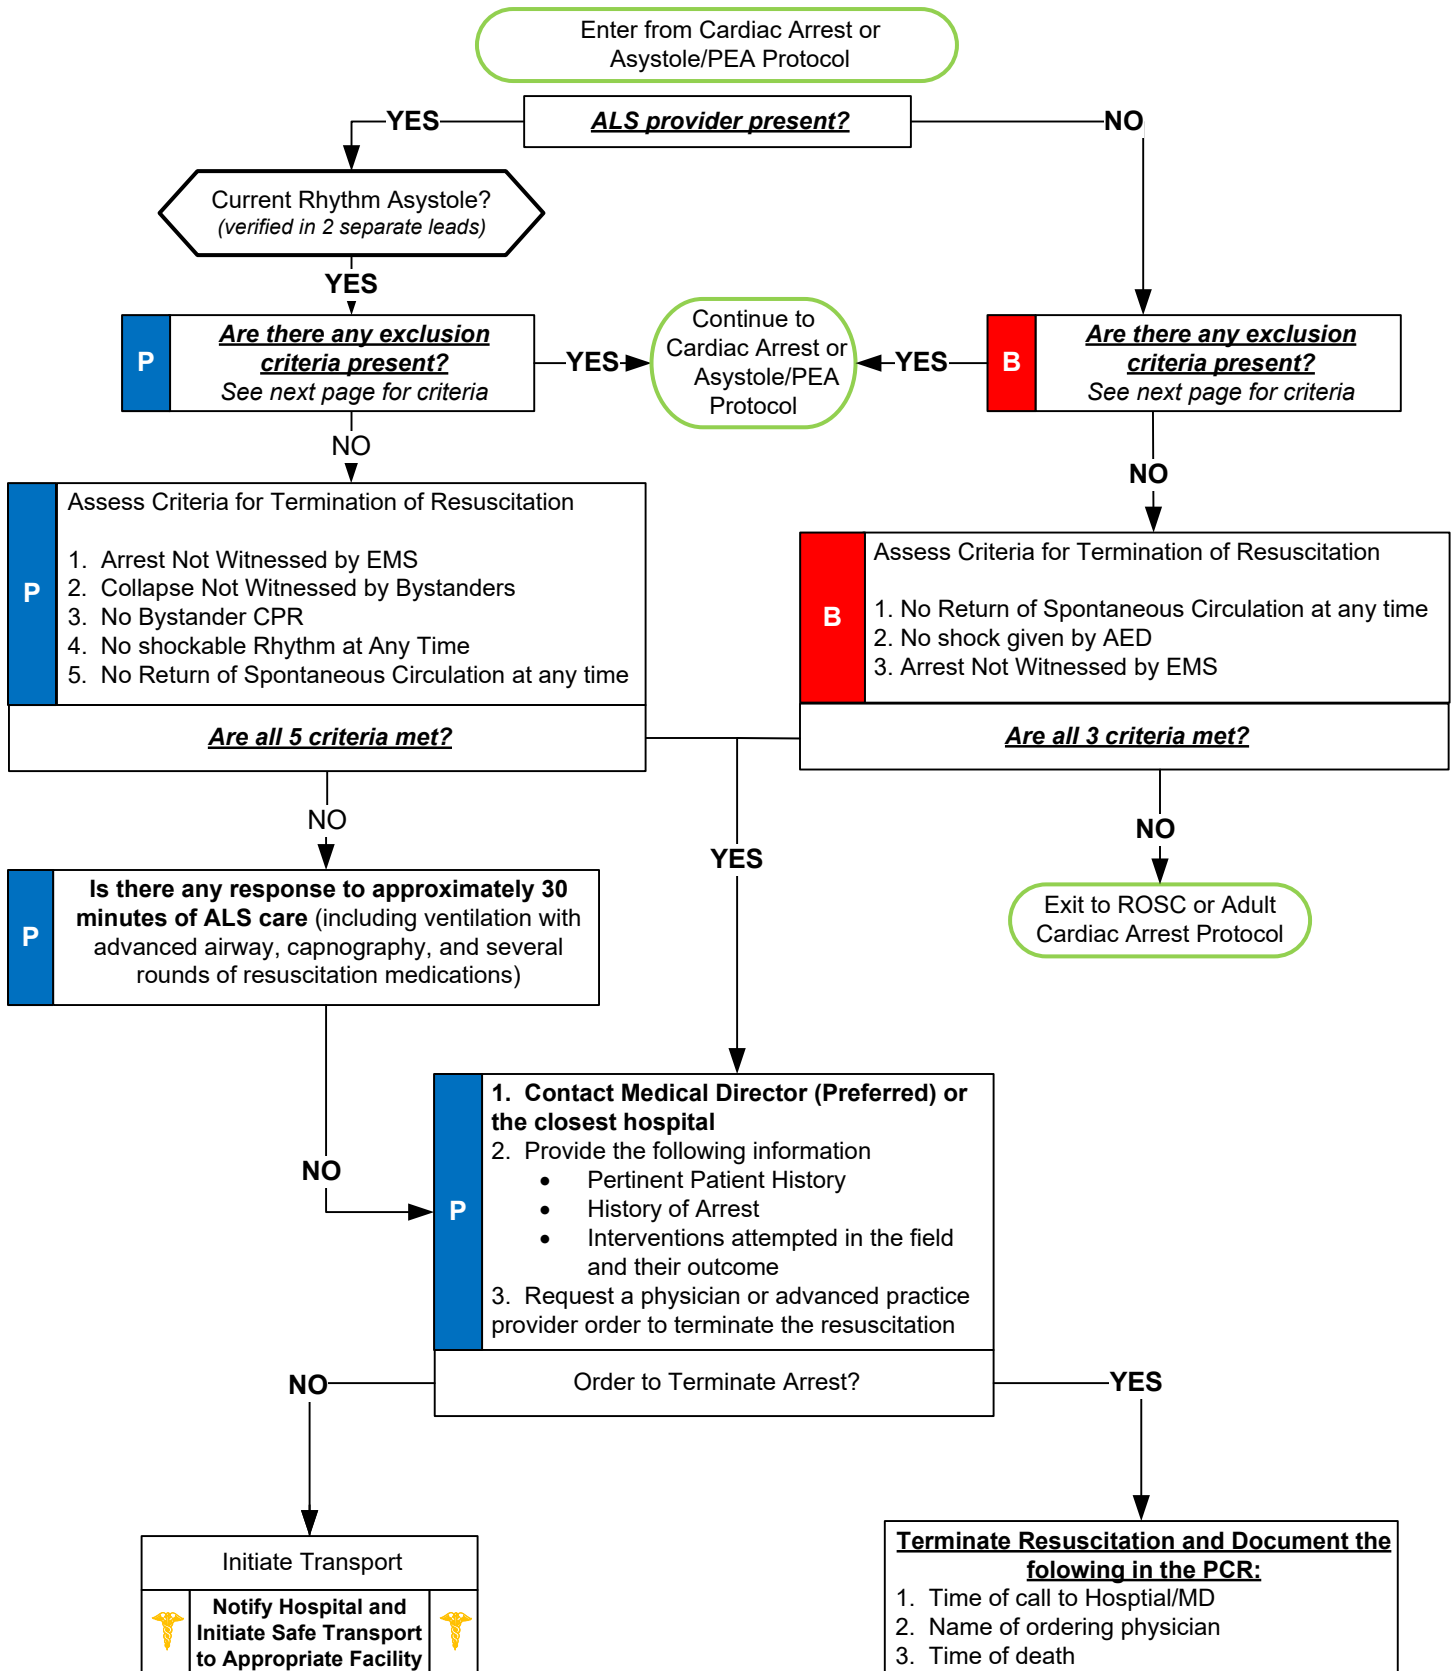 Enter from Cardiac Arrest or
Asystole/PEA Protocol
ALS provider present?
YES
NO
Current Rhythm Asystole?
(verified in 2 separate leads)
YES
P
Are there any exclusion
criteria present?
See next page for criteria
YES
Continue to
Cardiac Arrest or
Asystole/PEA
Protocol
YES
B
Are there any exclusion
criteria present?
See next page for criteria
NO
NO
P
Assess Criteria for Termination of Resuscitation
1. Arrest Not Witnessed by EMS
2. Collapse Not Witnessed by Bystanders
3. No Bystander CPR
4. No shockable Rhythm at Any Time
5. No Return of Spontaneous Circulation at any time
Are all 5 criteria met?
B
Assess Criteria for Termination of Resuscitation
1. No Return of Spontaneous Circulation at any time
2. No shock given by AED
3. Arrest Not Witnessed by EMS
Are all 3 criteria met?
NO
YES
NO
P
Is there any response to approximately 30
minutes of ALS care (including ventilation with
advanced airway, capnography, and several
rounds of resuscitation medications)
Exit to ROSC or Adult
Cardiac Arrest Protocol
NO
P
1. Contact Medical Director (Preferred) or
the closest hospital
2. Provide the following information
• Pertinent Patient History
• History of Arrest
• Interventions attempted in the field
and their outcome
3. Request a physician or advanced practice
provider order to terminate the resuscitation
Order to Terminate Arrest?
NO
YES
Initiate Transport
Notify Hospital and
Initiate Safe Transport
to Appropriate Facility
Terminate Resuscitation and Document the
folowing in the PCR:
1. Time of call to Hosptial/MD
2. Name of ordering physician
3. Time of death